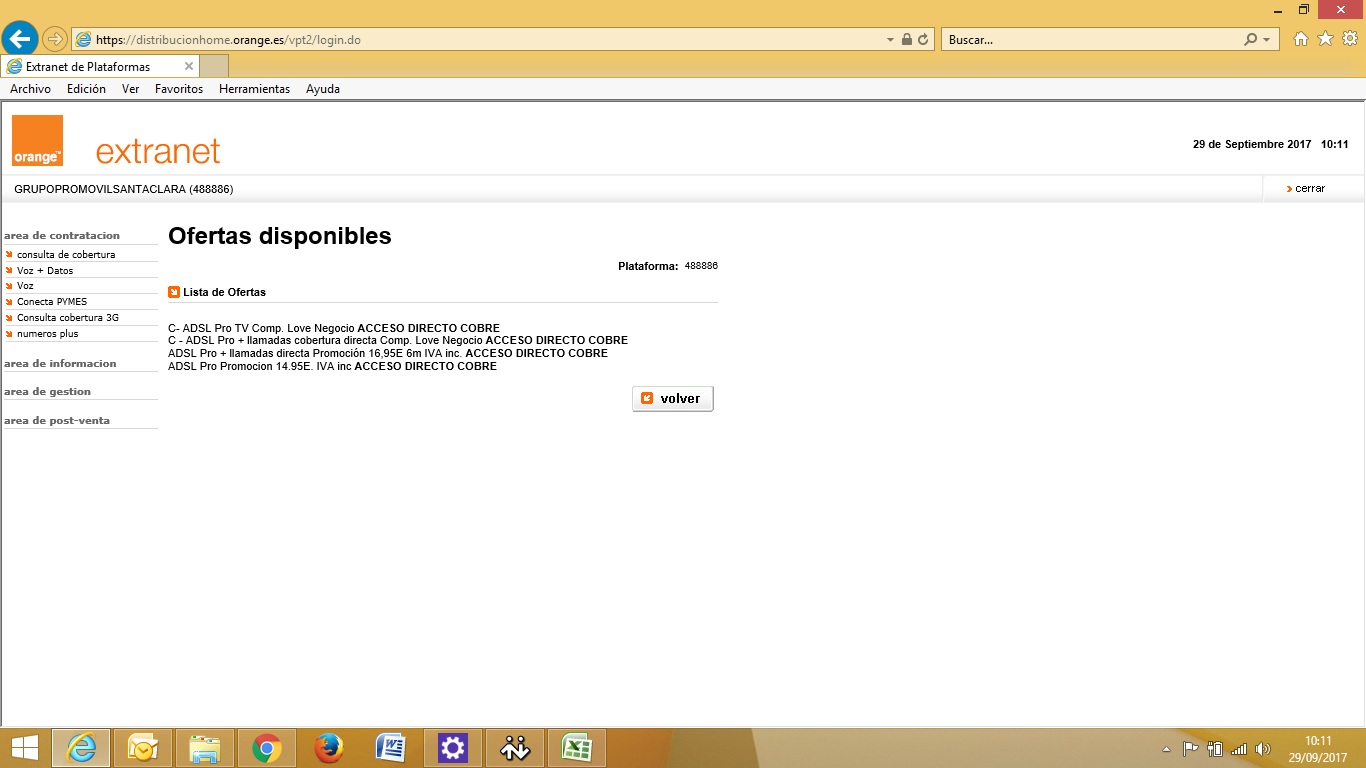 https://distribucionhome.orange.es/vpt2/login.do
Buscar...
Extranet de Plataformas
Archivo Edición Ver Favoritos Herramientas Ayuda
orange™
extranet
29 de Septiembre 2017 10:11
GRUPOPROMOVILSANTACLARA (488886)
cerrar
area de contratacion
consulta de cobertura
Voz + Datos
Voz
Conecta PYMES
Consulta cobertura 3G
numeros plus
area de informacion
area de gestion
area de post-venta
Ofertas disponibles
Plataforma: 488886
Lista de Ofertas
C- ADSL Pro TV Comp. Love Negocio ACCESO DIRECTO COBRE
C - ADSL Pro + llamadas cobertura directa Comp. Love Negocio ACCESO DIRECTO COBRE
ADSL Pro + llamadas directa Promoción 16,95E 6m IVA inc. ACCESO DIRECTO COBRE
ADSL Pro Promocion 14.95E. IVA inc ACCESO DIRECTO COBRE
volver
10:11
29/09/2017